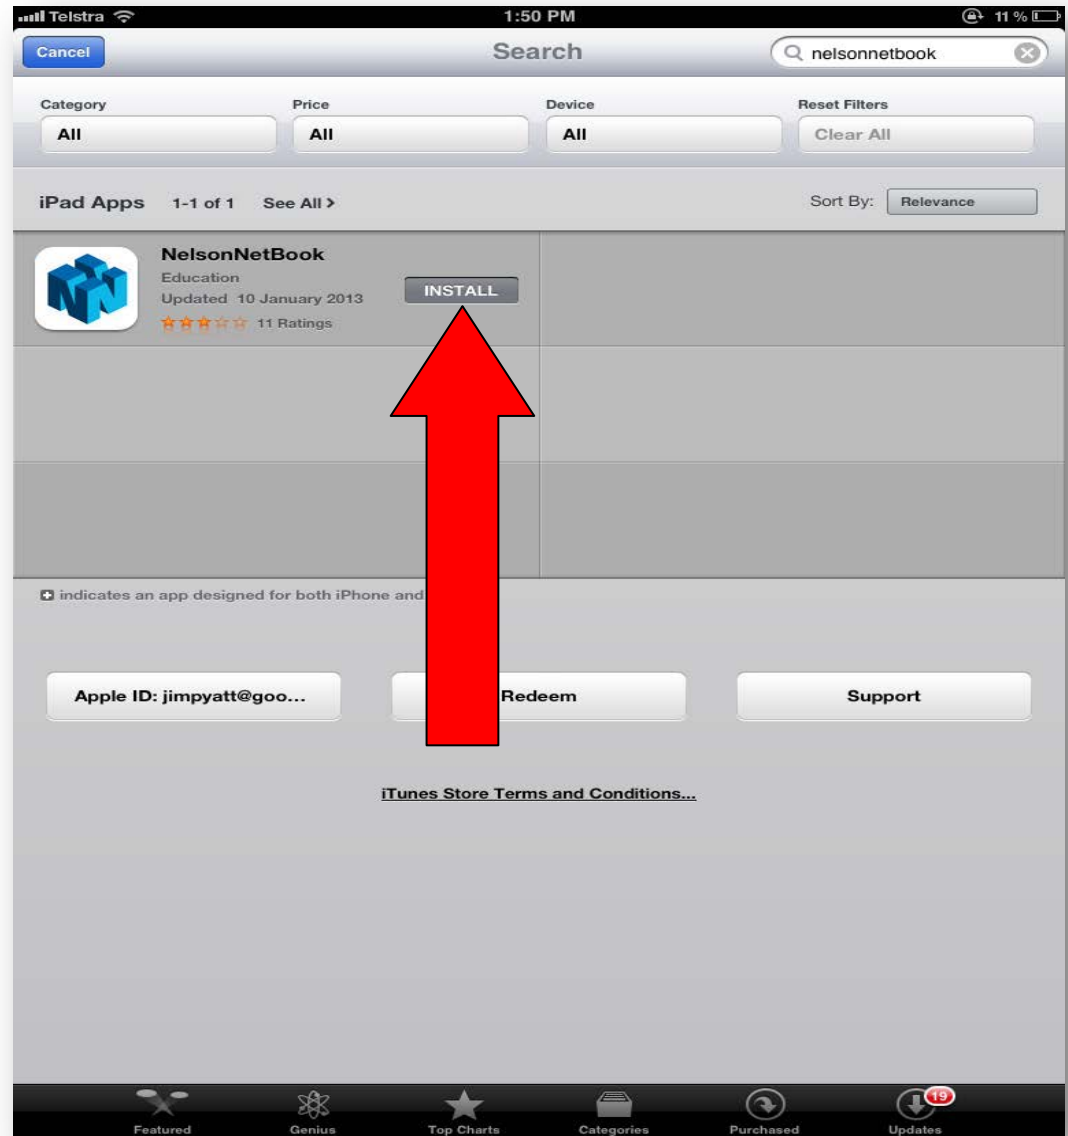 Telstra 1:50 PM 11 %
Cancel Search nelsonnetbook
Category Price Device Reset Filters
All All All Clear All
iPad Apps 1-1 of 1 See All > Sort By: Relevance
NelsonNetBook
Education
Updated 10 January 2013
11 Ratings
INSTALL
indicates an app designed for both iPhone and
Apple ID: jimpyatt@goo... Redeem Support
iTunes Store Terms and Conditions...
19
Featured Genius Top Charts Categories Purchased Updates